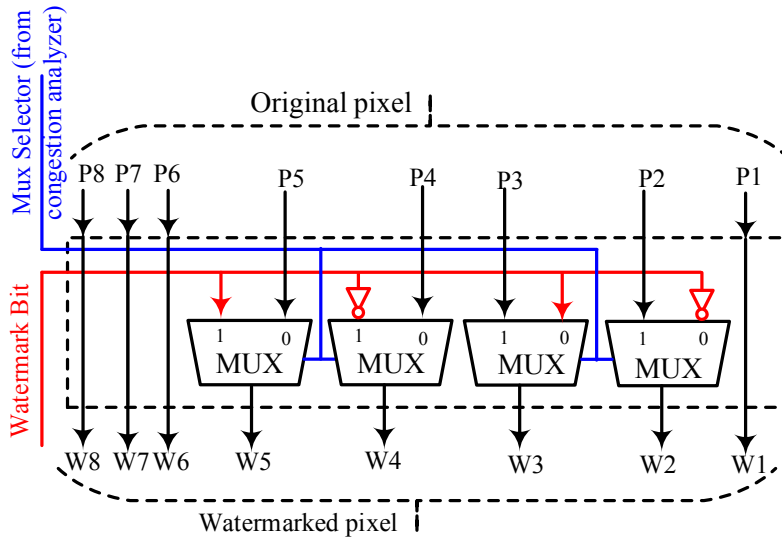 Mux Selector (from
congestion analyzer)
Original pixel
P8 P7 P6 P5 P4 P3 P2 P1
Watermark Bit
1 0 1 0 1 0 1 0
MUX MUX MUX MUX
W8 W7 W6 W5 W4 W3 W2 W1
Watermarked pixel